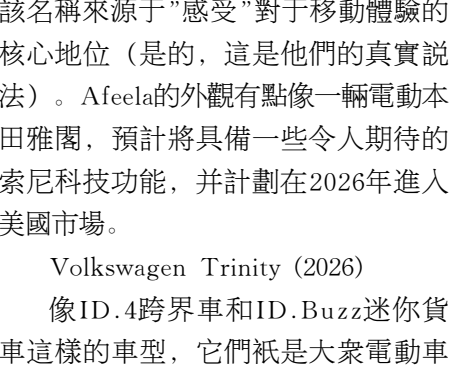 該名稱來源于”感受”對于移動體驗的
核心地位（是的，這是他們的真實説
法）。Afeela的外觀有點像一輛電動本
田雅閣，預計將具備一些令人期待的
索尼科技功能，并計劃在2026年進入
美國市場。
Volkswagen Trinity (2026)
像ID.4跨界車和ID.Buzz迷你貨
車這樣的車型，它們衹是大衆電動車